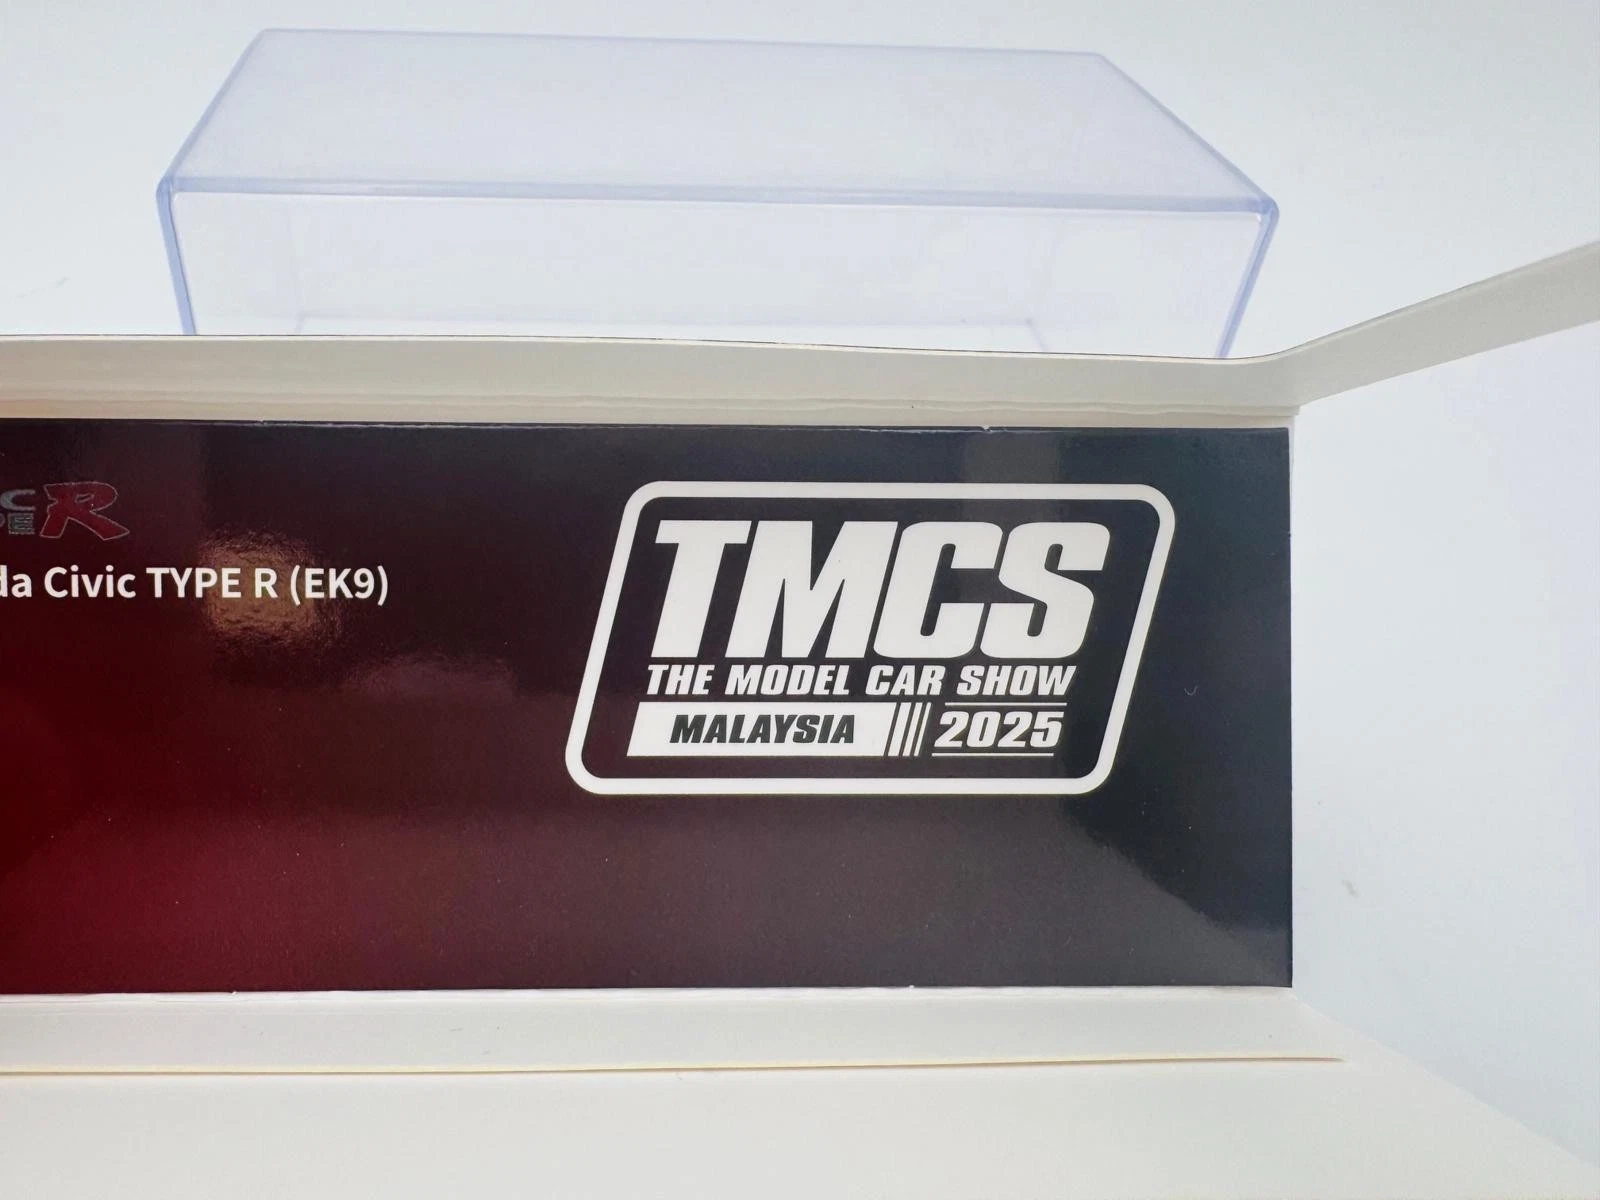 C
R
da Civic TYPE R (EK9)
TMCS
THE MODEL CAR SHOW
MALAYSIA 2025